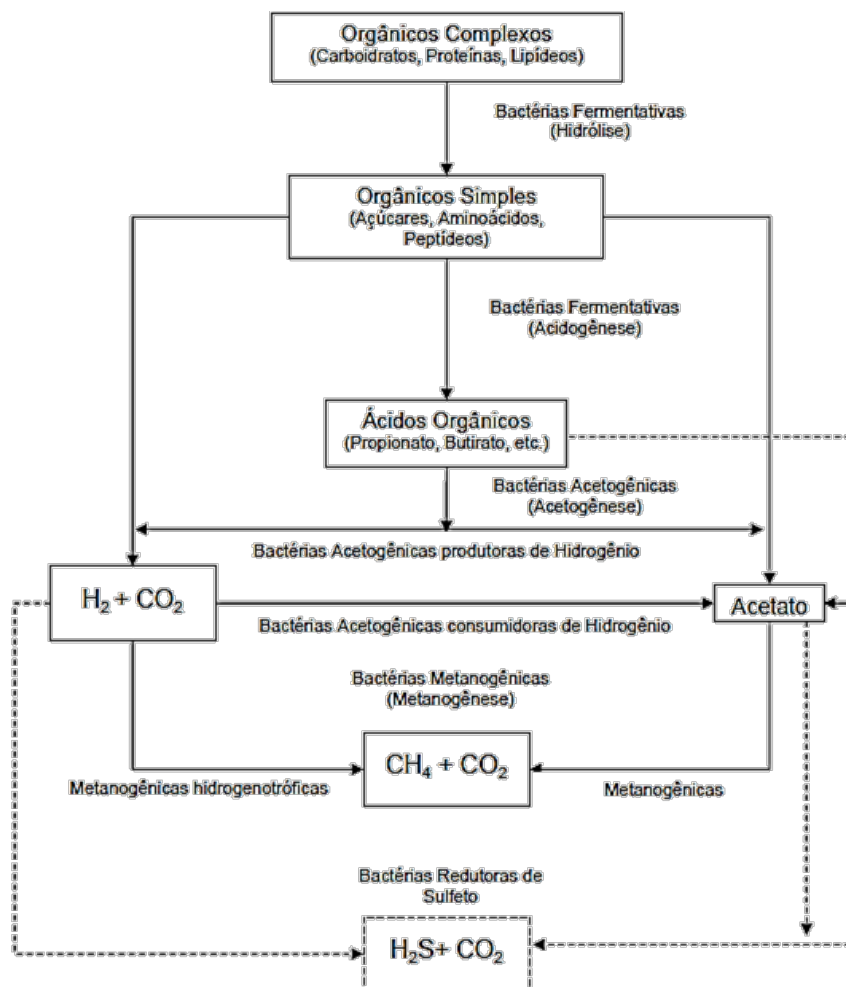 Orgânicos Complexos
(Carboidratos, Proteínas, Lipídeos)
Bactérias Fermentativas
(Hidrólise)
Orgânicos Simples
(Açúcares, Aminoácidos,
Peptídeos)
Bactérias Fermentativas
(Acidogênese)
Ácidos Orgânicos
(Propionato, Butirato, etc.)
Bactérias Acetogênicas
(Acetogênese)
Bactérias Acetogênicas produtoras de Hidrogênio
H₂ + CO₂
Acetato
Bactérias Acetogênicas consumidoras de Hidrogênio
Bactérias Metanogênicas
(Metanogênese)
CH₄ + CO₂
Metanogênicas hidrogenotróficas
Metanogênicas
Bactérias Redutoras de
Sulfeto
H₂S+ CO₂